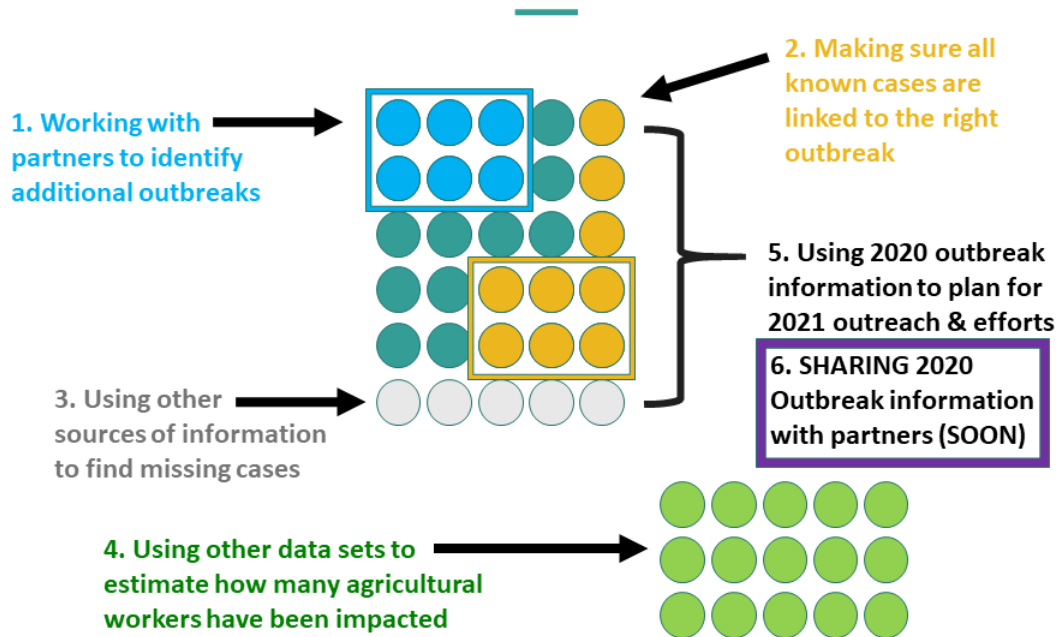 2. Making sure all
known cases are
linked to the right
outbreak
1. Working with
partners to identify
additional outbreaks
5. Using 2020 outbreak
information to plan for
2021 outreach & efforts
6. SHARING 2020
Outbreak information
with partners (SOON)
3. Using other
sources of information
to find missing cases
4. Using other data sets to
estimate how many agricultural
workers have been impacted